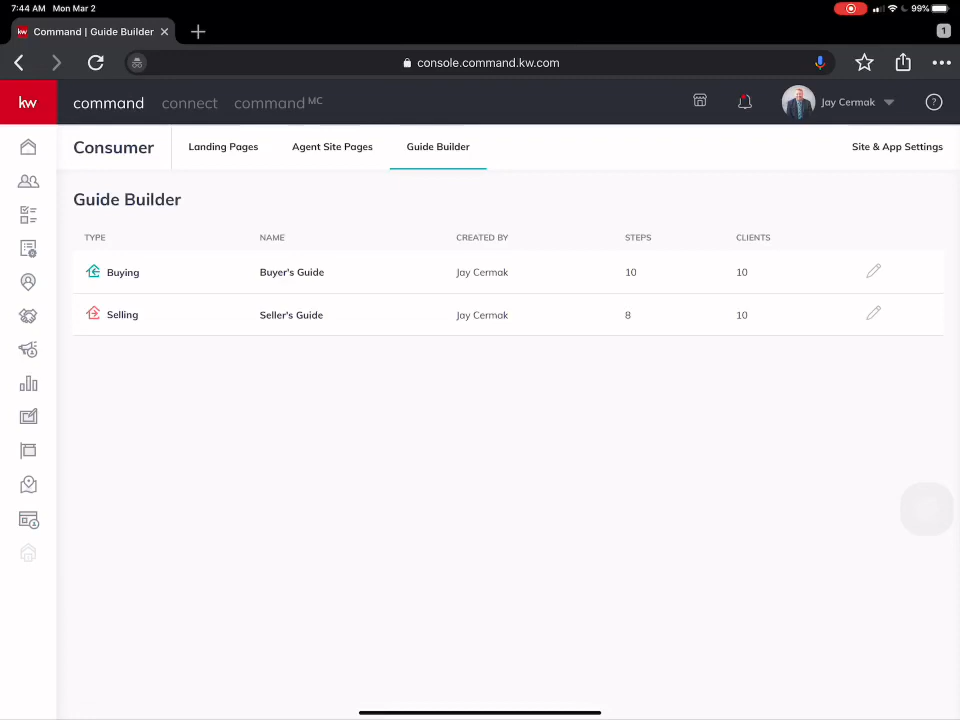 7:44 AM Mon Mar 2
99%
kw Command | Guide Builder
1
console.command.kw.com
kw command connect command MC Jay Cermak ?
Consumer Landing Pages Agent Site Pages Guide Builder Site & App Settings
Guide Builder
TYPE NAME CREATED BY STEPS CLIENTS
Buying Buyer's Guide Jay Cermak 10 10
Selling Seller's Guide Jay Cermak 8 10